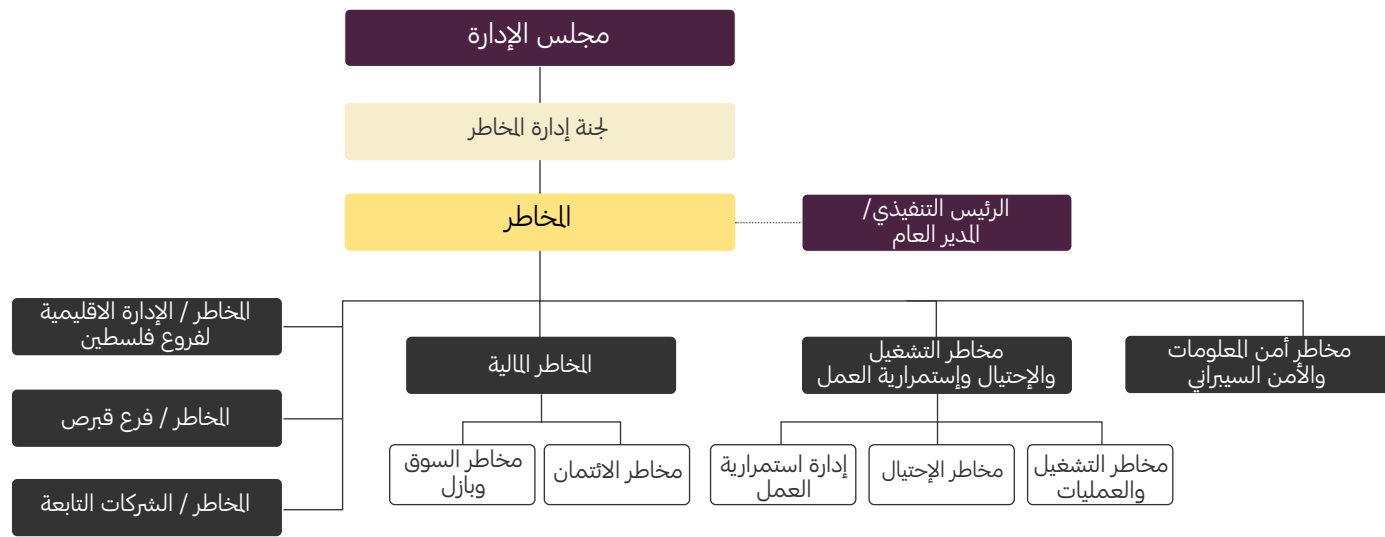 مجلس الإدارة
لجنة إدارة المخاطر
المخاطر
الرئيس التنفيذي/
المدير العام
مخاطر أمن المعلومات
والأمن السيبراني
مخاطر التشغيل
والإحتيال وإستمرارية العمل
المخاطر المالية
المخاطر / الإدارة الاقليمية
لفروع فلسطين
المخاطر / فرع قبرص
المخاطر / الشركات التابعة
مخاطر التشغيل
والعمليات
مخاطر الإحتيال
إدارة استمرارية
العمل
مخاطر الائتمان
مخاطر السوق
وبازل